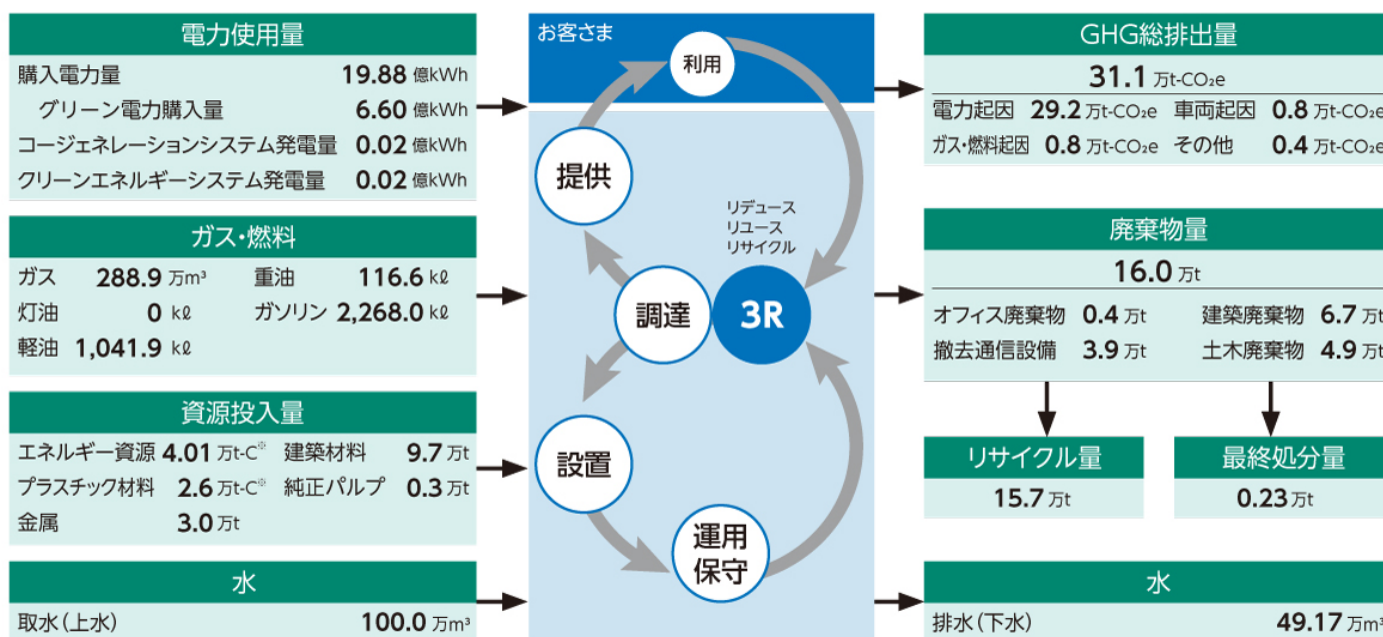 電力使用量
購入電力量 19.88 億kWh
グリーン電力購入量 6.60 億kWh
コージェネレーションシステム発電量 0.02 億kWh
クリーンエネルギーシステム発電量 0.02 億kWh
ガス・燃料
ガス 288.9 万m³ 重油 116.6 kℓ
灯油 0 kℓ ガソリン 2,268.0 kℓ
軽油 1,041.9 kℓ
資源投入量
エネルギー資源 4.01 万t-C※ 建築材料 9.7 万t
プラスチック材料 2.6 万t-C※ 純正パルプ 0.3 万t
金属 3.0 万t
水
取水(上水) 100.0 万m³
お客さま
利用
提供
リデュース
リユース
リサイクル
調達
3R
設置
運用
保守
GHG総排出量
31.1 万t-CO₂e
電力起因 29.2 万t-CO₂e 車両起因 0.8 万t-CO₂e
ガス・燃料起因 0.8 万t-CO₂e その他 0.4 万t-CO₂e
廃棄物量
16.0 万t
オフィス廃棄物 0.4 万t 建築廃棄物 6.7 万t
撤去通信設備 3.9 万t 土木廃棄物 4.9 万t
リサイクル量
15.7 万t
最終処分量
0.23 万t
水
排水(下水) 49.17 万m³